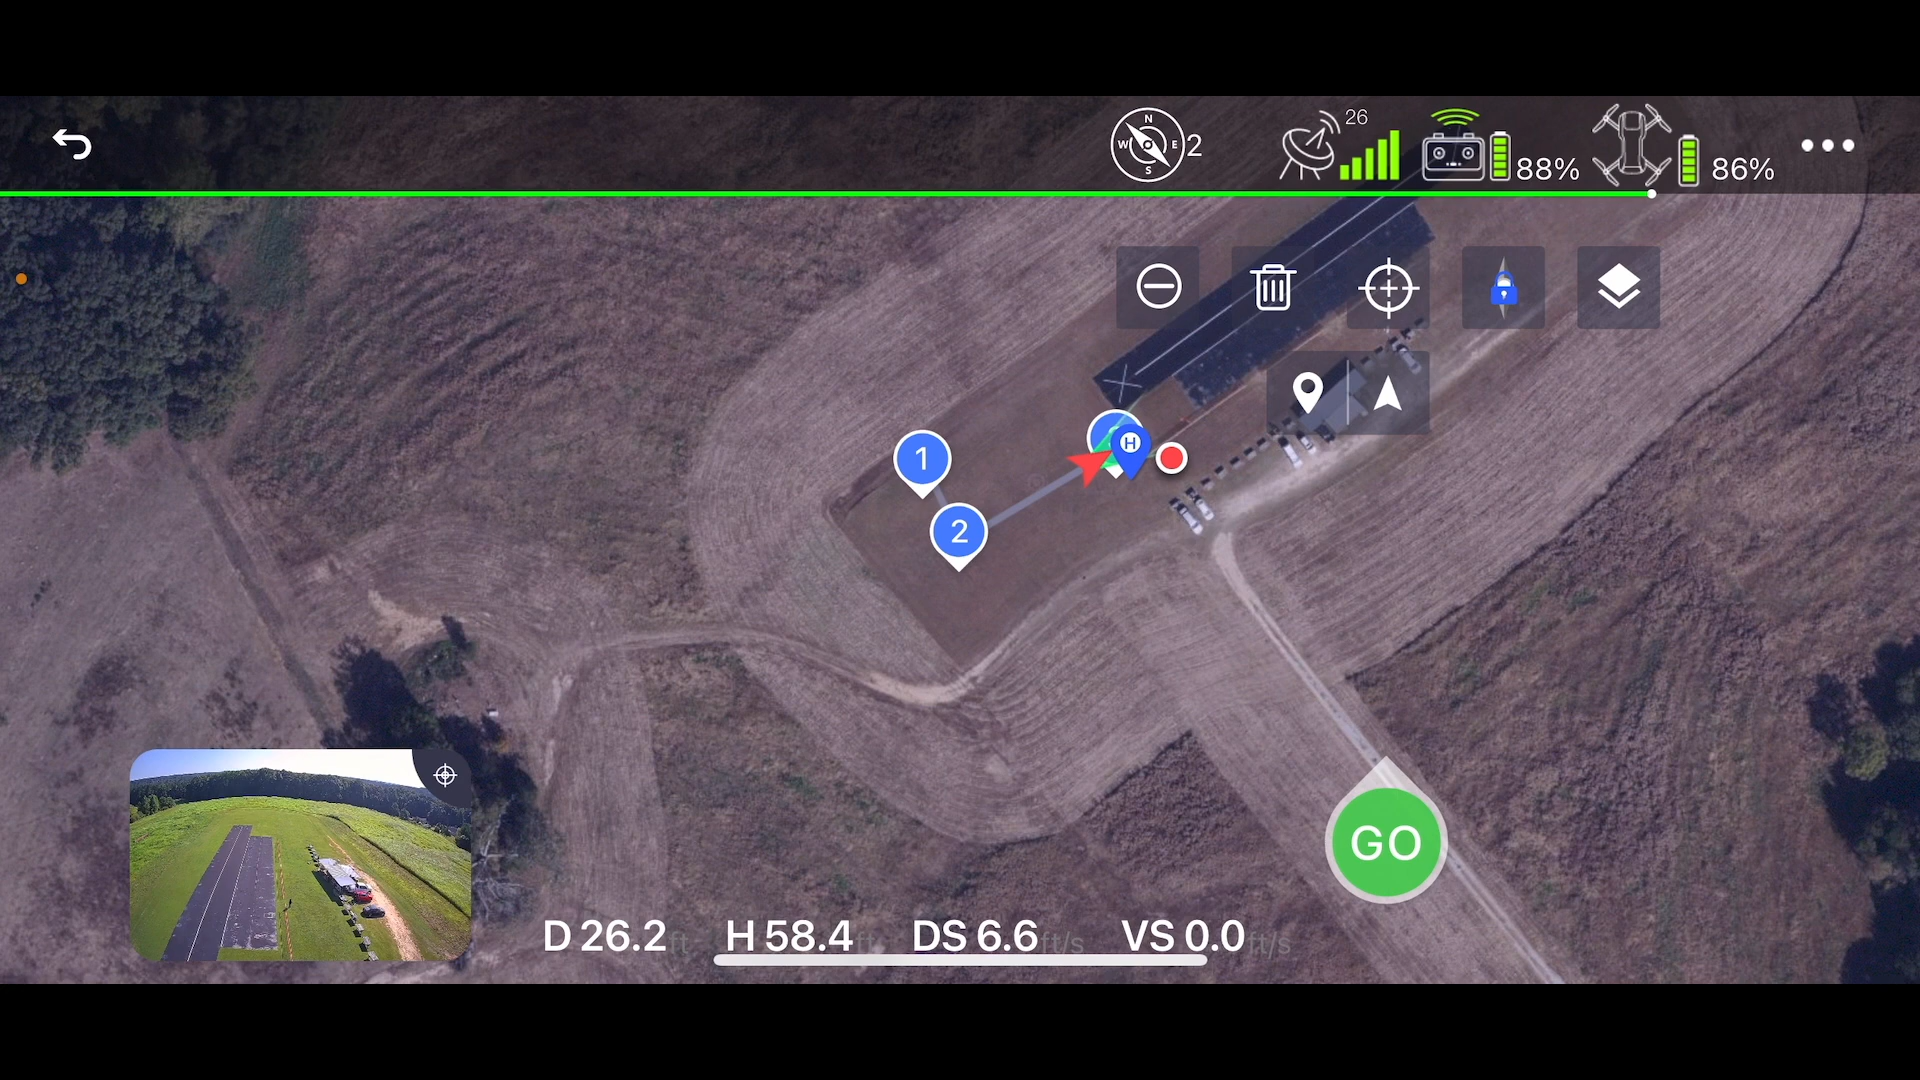 N
W E 2
S
26
88%
86%
1
H
2
GO
D 26.2 ft
H 58.4 ft
DS 6.6 ft/s
VS 0.0 ft/s